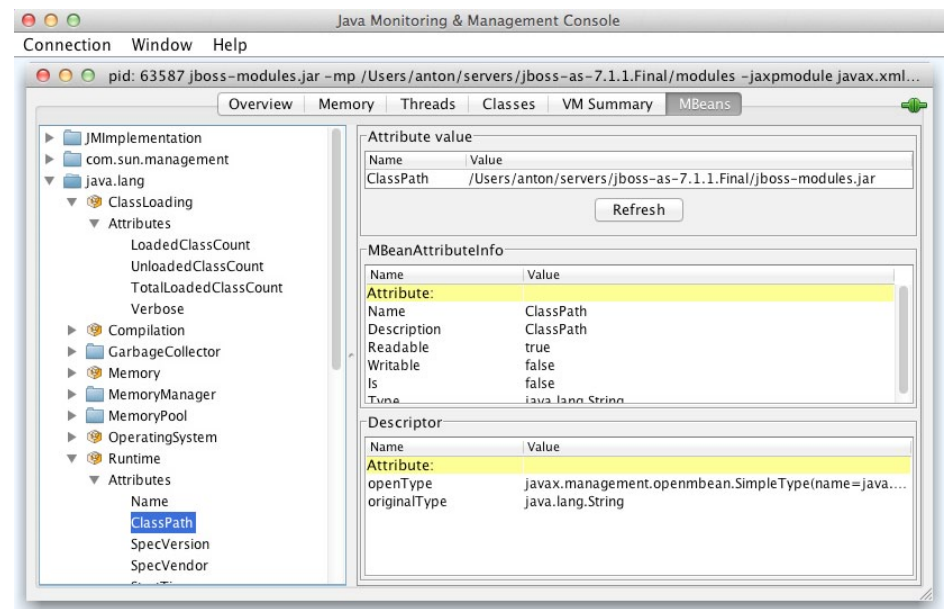 Java Monitoring & Management Console
Connection Window Help
pid: 63587 jboss-modules.jar -mp /Users/anton/servers/jboss-as-7.1.1.Final/modules -jaxpmodule javax.xml...
Overview Memory Threads Classes VM Summary MBeans
JMImplementation
com.sun.management
java.lang
ClassLoading
Attributes
LoadedClassCount
UnloadedClassCount
TotalLoadedClassCount
Verbose
Compilation
GarbageCollector
Memory
MemoryManager
MemoryPool
OperatingSystem
Runtime
Attributes
Name
ClassPath
SpecVersion
SpecVendor
Attribute value
Name Value
ClassPath /Users/anton/servers/jboss-as-7.1.1.Final/jboss-modules.jar
Refresh
MBeanAttributeInfo
Name Value
Attribute:
Name ClassPath
Description ClassPath
Readable true
Writable false
Is false
Type java.lang.String
Descriptor
Name Value
Attribute:
openType javax.management.openmbean.SimpleType(name=java....
originalType java.lang.String